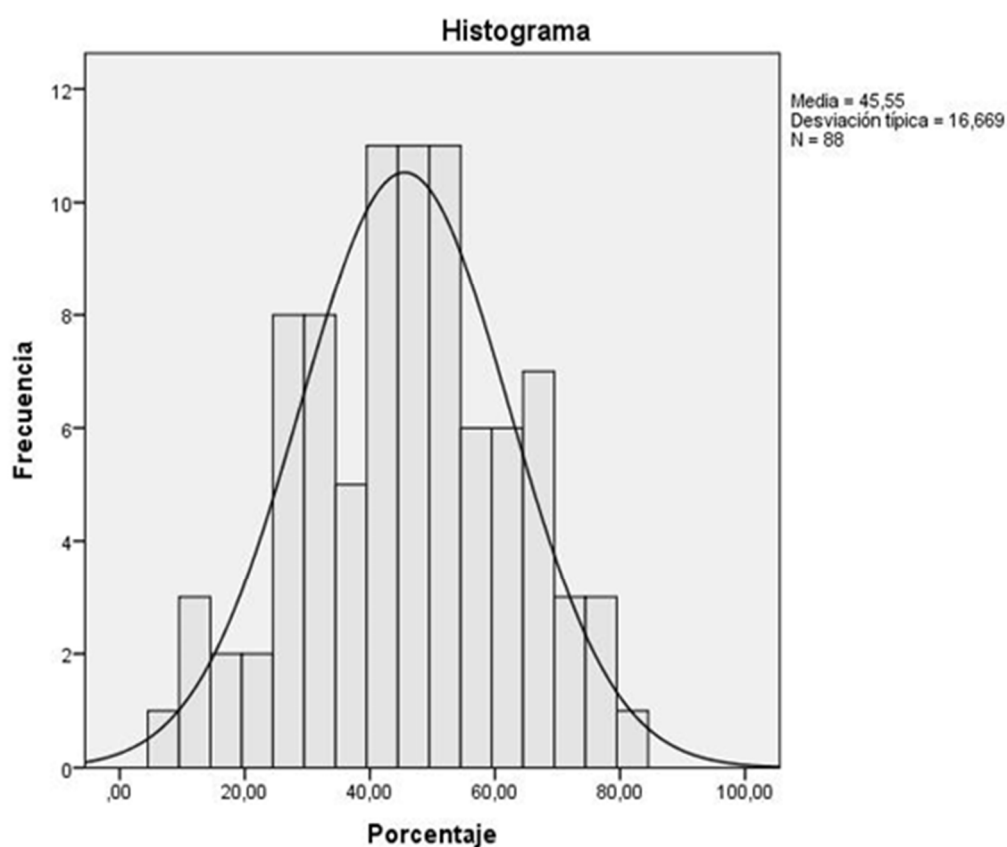 Histograma
Media = 45,55
Desviación típica = 16,669
N = 88
Frecuencia
12
10
8
6
4
2
0
,00
20,00
40,00
60,00
80,00
100,00
Porcentaje